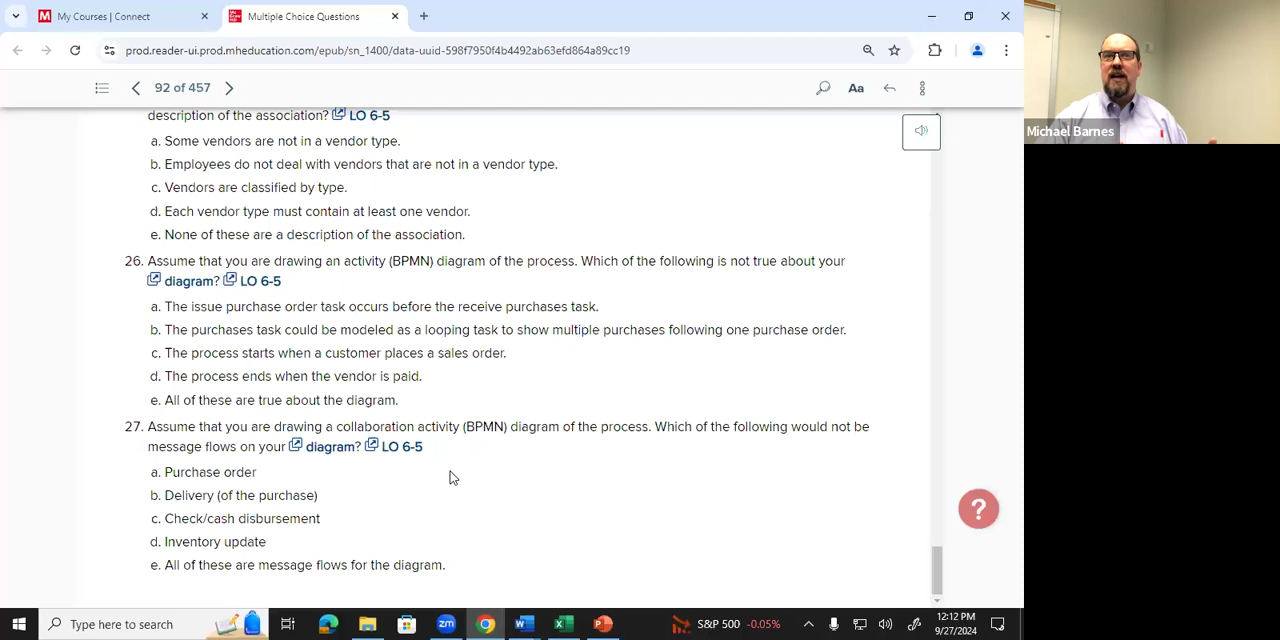 My Courses | Connect
Multiple Choice Questions
prod.reader-ui.prod.mheducation.com/epub/sn_1400/data-uuid-598f7950f4b4492ab63efd864a89cc19
92 of 457
Aa
description of the association? LO 6-5
a. Some vendors are not in a vendor type.
b. Employees do not deal with vendors that are not in a vendor type.
c. Vendors are classified by type.
d. Each vendor type must contain at least one vendor.
e. None of these are a description of the association.
26. Assume that you are drawing an activity (BPMN) diagram of the process. Which of the following is not true about your
diagram? LO 6-5
a. The issue purchase order task occurs before the receive purchases task.
b. The purchases task could be modeled as a looping task to show multiple purchases following one purchase order.
c. The process starts when a customer places a sales order.
d. The process ends when the vendor is paid.
e. All of these are true about the diagram.
27. Assume that you are drawing a collaboration activity (BPMN) diagram of the process. Which of the following would not be
message flows on your diagram? LO 6-5
a. Purchase order
b. Delivery (of the purchase)
c. Check/cash disbursement
d. Inventory update
e. All of these are message flows for the diagram.
?
Michael Barnes
Type here to search
zm
S&P 500 -0.05%
12:12 PM
9/27/2024